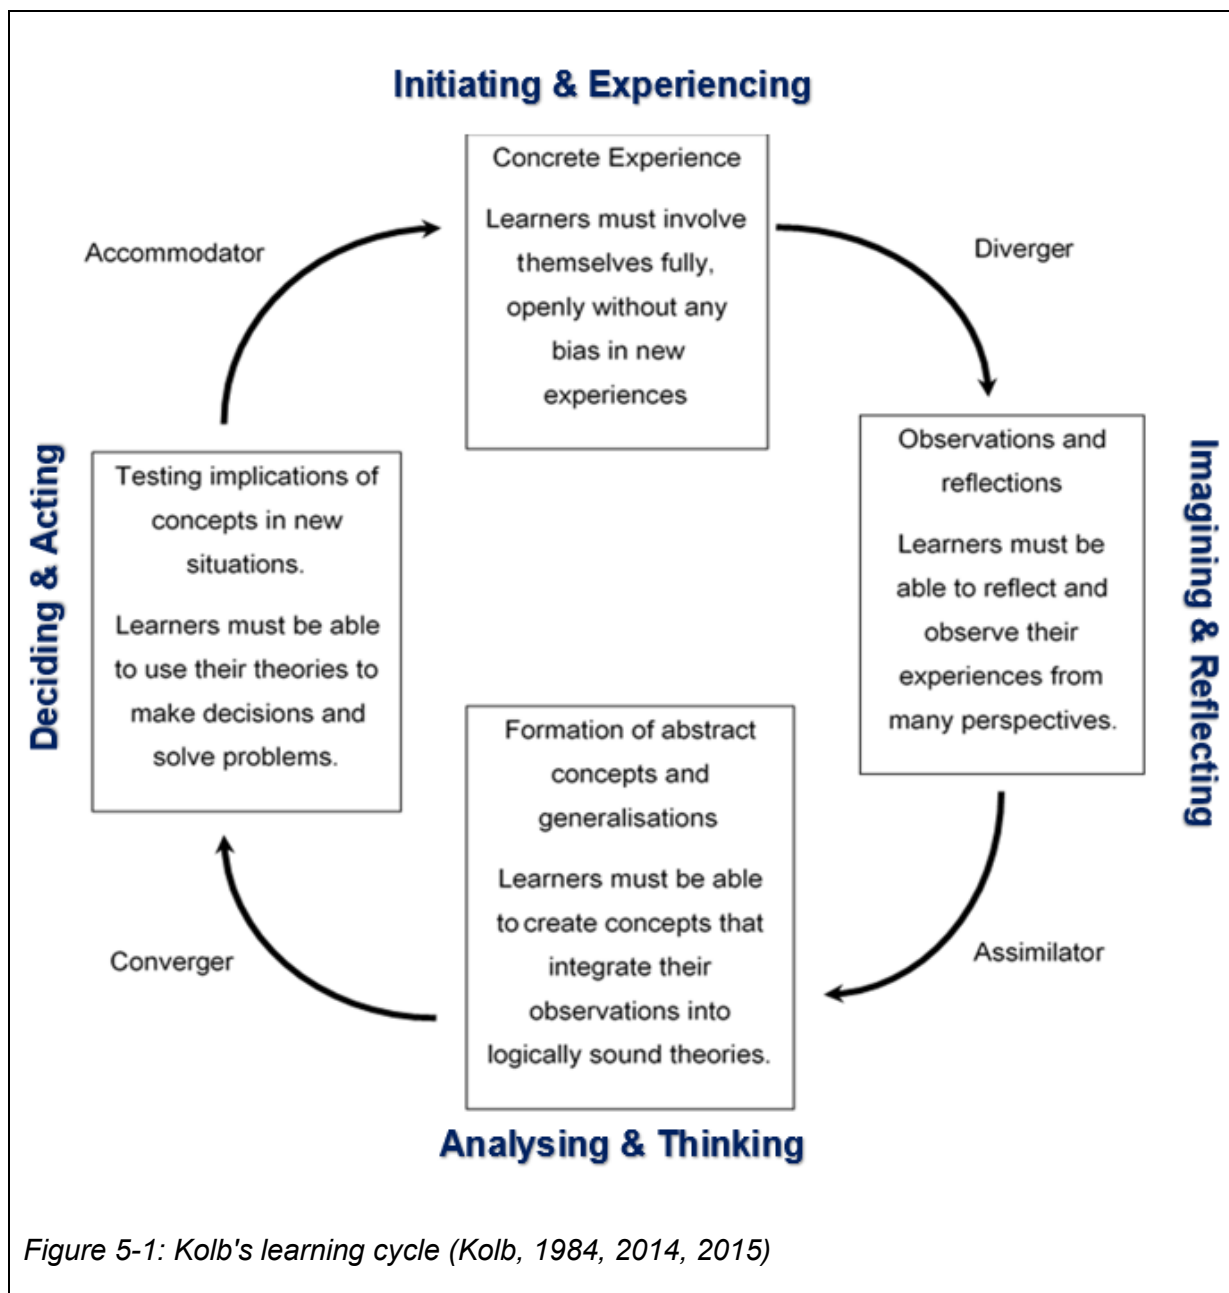 Initiating & Experiencing
Concrete Experience
Learners must involve
themselves fully,
openly without any
bias in new
experiences
Accommodator
Diverger
Observations and
reflections
Learners must be
able to reflect and
observe their
experiences from
many perspectives.
Imagining & Reflecting
Deciding & Acting
Testing implications of
concepts in new
situations.
Learners must be able
to use their theories to
make decisions and
solve problems.
Formation of abstract
concepts and
generalisations
Learners must be able
to create concepts that
integrate their
observations into
logically sound theories.
Converger
Assimilator
Analysing & Thinking
Figure 5-1: Kolb's learning cycle (Kolb, 1984, 2014, 2015)